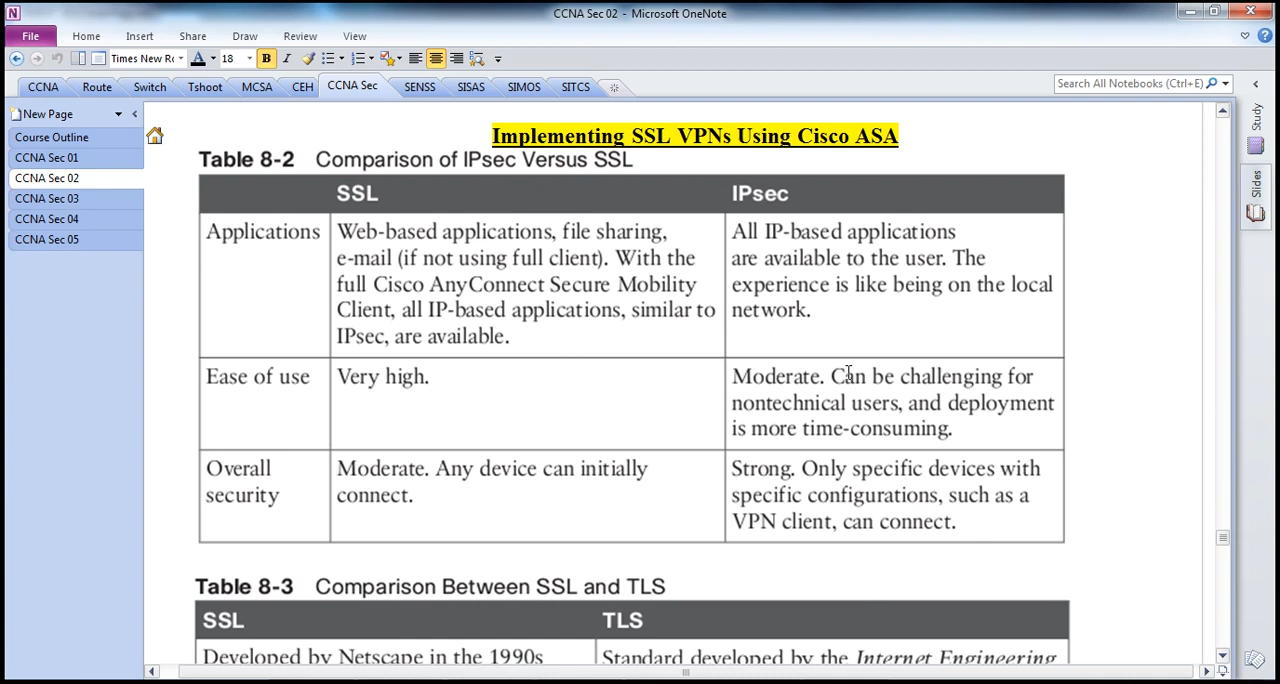 CCNA Sec 02 - Microsoft OneNote
File Home Insert Share Draw Review View
Times New Ro 18 B I
CCNA Route Switch Tshoot MCSA CEH CCNA Sec SENSS SISAS SIMOS SITCS
Search All Notebooks (Ctrl+E)
New Page
Course Outline
CCNA Sec 01
CCNA Sec 02
CCNA Sec 03
CCNA Sec 04
CCNA Sec 05
Study
Slides
Implementing SSL VPNs Using Cisco ASA
Table 8-2 Comparison of IPsec Versus SSL
SSL IPsec
Applications
Web-based applications, file sharing,
e-mail (if not using full client). With the
full Cisco AnyConnect Secure Mobility
Client, all IP-based applications, similar to
IPsec, are available.
All IP-based applications
are available to the user. The
experience is like being on the local
network.
Ease of use
Very high.
Moderate. Can be challenging for
nontechnical users, and deployment
is more time-consuming.
Overall
security
Moderate. Any device can initially
connect.
Strong. Only specific devices with
specific configurations, such as a
VPN client, can connect.
Table 8-3 Comparison Between SSL and TLS
SSL TLS
Developed by Netscape in the 1990s
Standard developed by the Internet Engineering